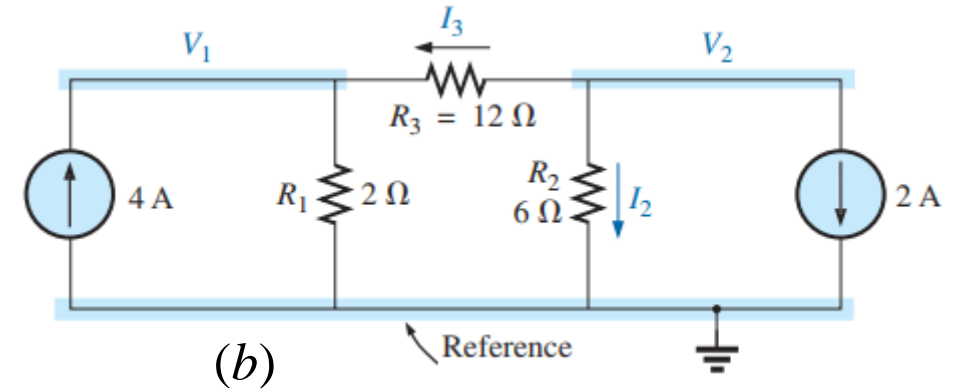 I₃
V₁
V₂
R₃ = 12 Ω
4 A
R₁
2 Ω
R₂
6 Ω
I₂
2 A
Reference
(b)